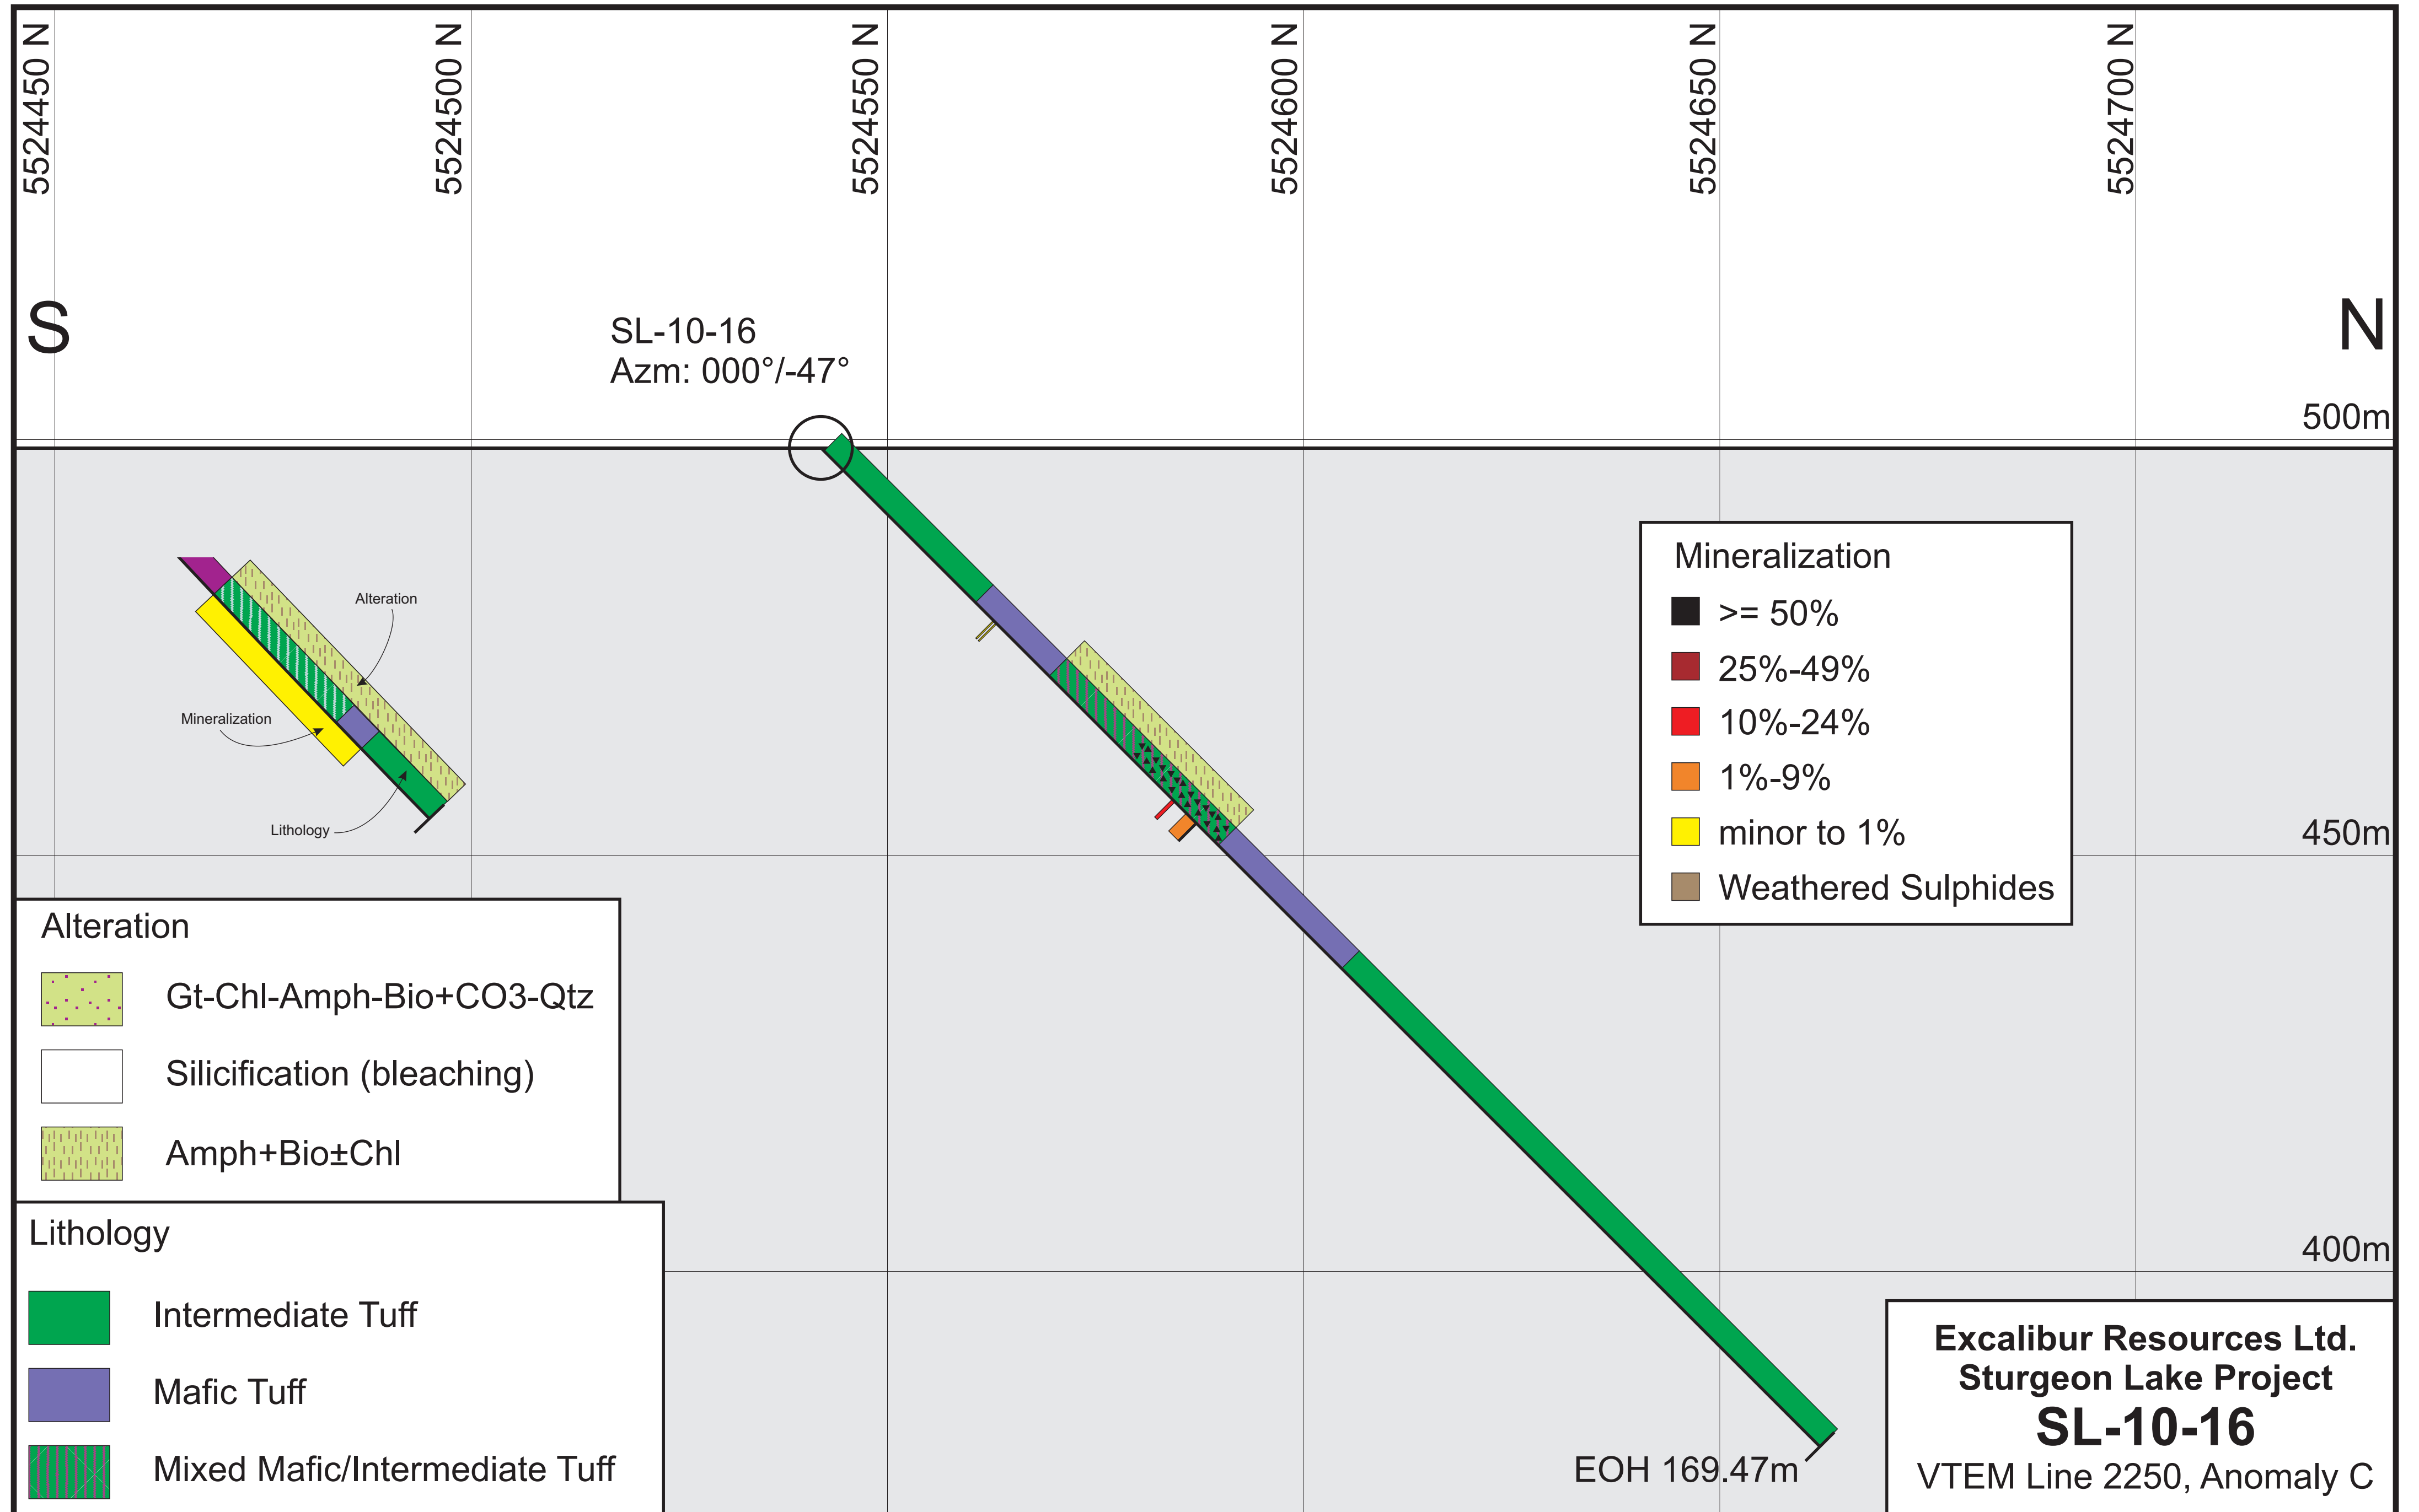 5524450 N
5524500 N
5524550 N
5524600 N
5524650 N
5524700 N
S
N
SL-10-16
Azm: 000°/-47°
500m
Alteration
Mineralization
Lithology
Mineralization
>= 50%
25%-49%
10%-24%
1%-9%
minor to 1%
Weathered Sulphides
450m
Alteration
Gt-Chl-Amph-Bio+CO3-Qtz
Silicification (bleaching)
Amph+Bio±Chl
Lithology
Intermediate Tuff
Mafic Tuff
Mixed Mafic/Intermediate Tuff
400m
EOH 169.47m
Excalibur Resources Ltd.
Sturgeon Lake Project
SL-10-16
VTEM Line 2250, Anomaly C